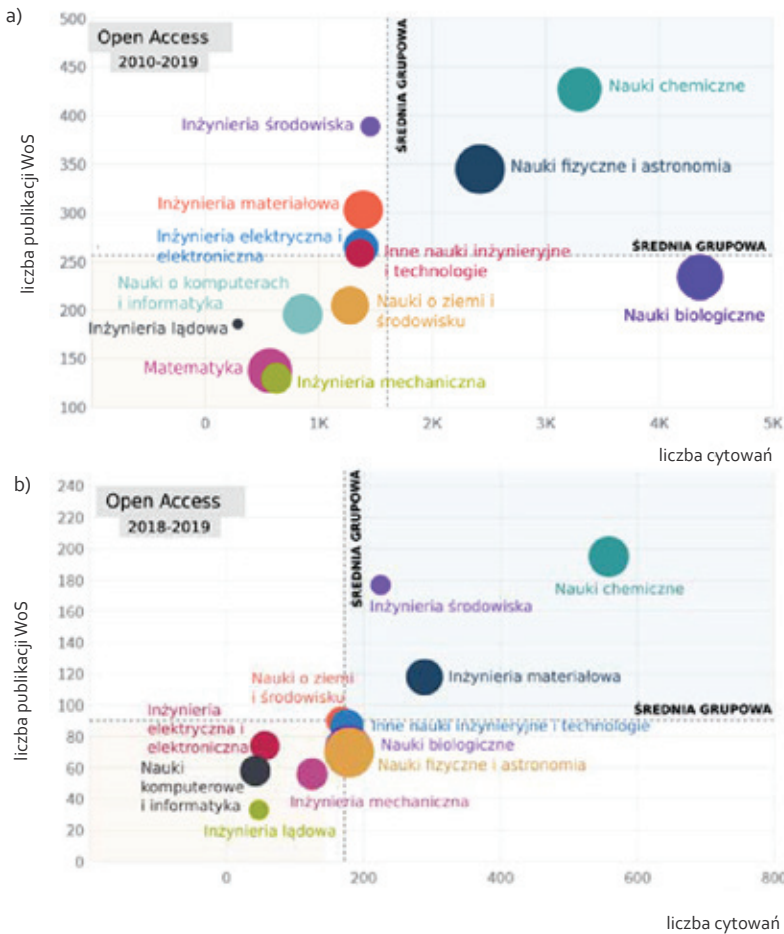 a)
Open Access
2010-2019
500
450
400
350
300
250
200
150
100
liczba publikacji WoS
ŚREDNIA GRUPOWA
Nauki chemiczne
Inżynieria środowiska
Nauki fizyczne i astronomia
Inżynieria materiałowa
Inżynieria elektryczna i
elektroniczna
Inne nauki inżynieryjne
i technologie
ŚREDNIA GRUPOWA
Nauki o komputerach
i informatyka
Nauki o ziemi i
środowisku
Nauki biologiczne
Inżynieria lądowa
Matematyka
Inżynieria mechaniczna
0 1K 2K 3K 4K 5K
liczba cytowań
b)
Open Access
2018-2019
240
220
200
180
160
140
120
100
80
60
40
20
0
liczba publikacji WoS
ŚREDNIA GRUPOWA
Nauki chemiczne
Inżynieria środowiska
Nauki o ziemi
i środowisku
Inżynieria materiałowa
ŚREDNIA GRUPOWA
Inżynieria
elektryczna i
elektroniczna
Inne nauki inżynieryjne i technologie
Nauki biologiczne
Nauki fizyczne i astronomia
Nauki
komputerowe
i informatyka
Inżynieria mechaniczna
Inżynieria lądowa
0 200 400 600 800
liczba cytowań